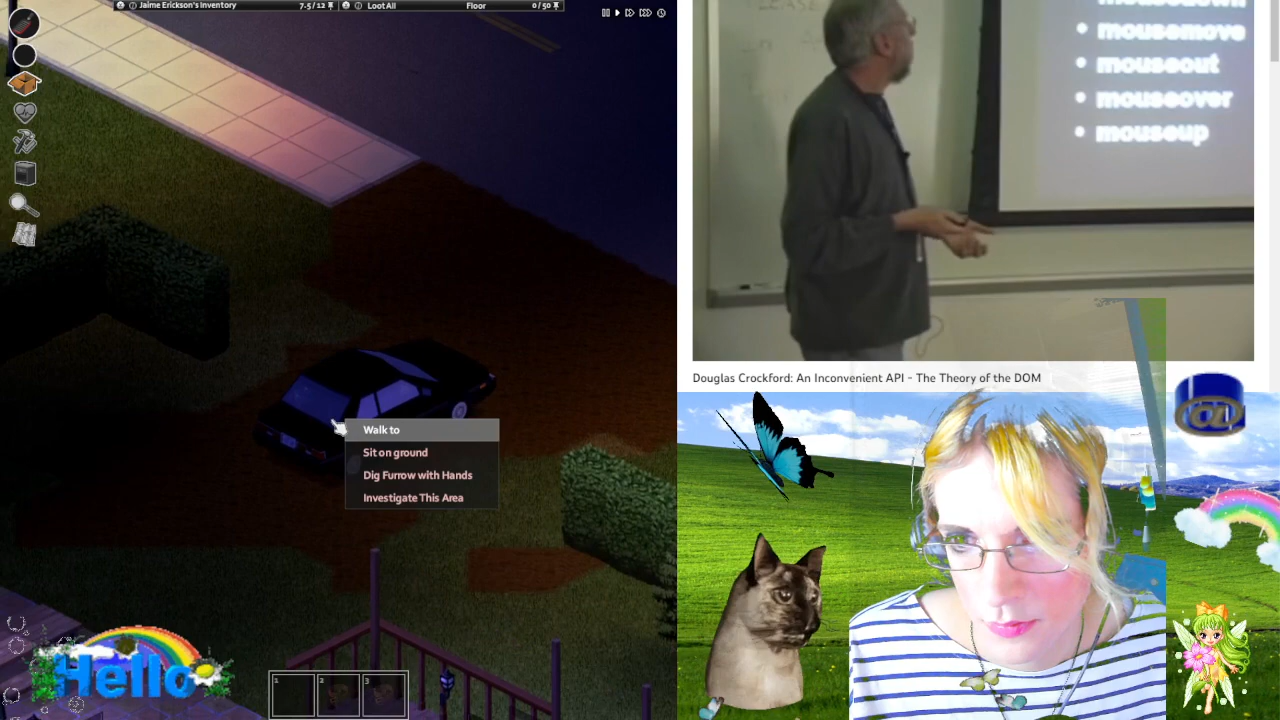 Jaime Erickson's Inventory 7.5 / 12 Loot All Floor 0 / 50
mousemove
mouseout
mouseover
mouseup
Douglas Crockford: An Inconvenient API - The Theory of the DOM
Walk to
Sit on ground
Dig Furrow with Hands
Investigate This Area
@
Hello
1 2 3